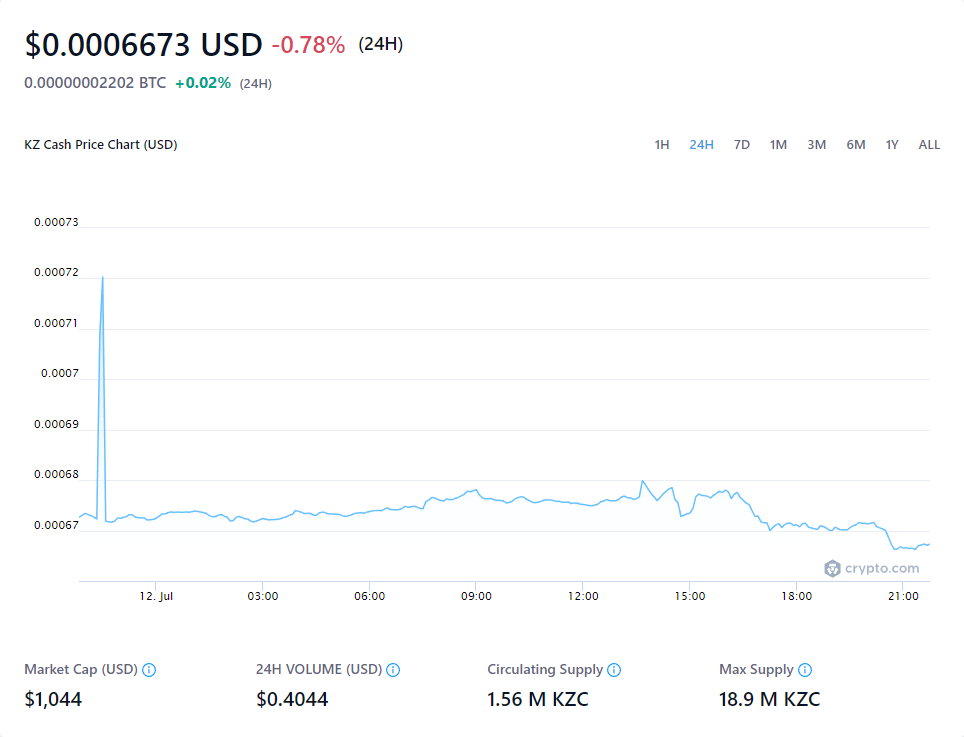 $0.0006673 USD -0.78% (24H)
0.00000002202 BTC +0.02% (24H)
KZ Cash Price Chart (USD)
1H 24H 7D 1M 3M 6M 1Y ALL
0.00073
0.00072
0.00071
0.0007
0.00069
0.00068
0.00067
crypto.com
12. Jul 03:00 06:00 09:00 12:00 15:00 18:00 21:00
Market Cap (USD) 24H VOLUME (USD) Circulating Supply Max Supply
$1,044 $0.4044 1.56 M KZC 18.9 M KZC